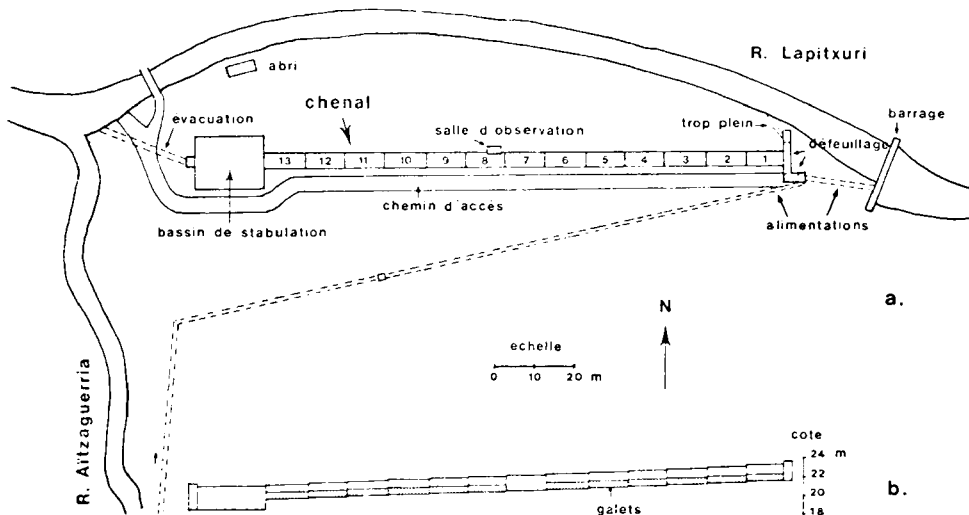 R. Lapitxuri
abri
barrage
chenal
evacuation
salle d observation
trop plein
défeuillage
13 12 11 10 9 8 7 6 5 4 3 2 1
chemin d'accès
bassin de stabulation
alimentations
a.
N
echelle
0 10 20 m
R. Aïtzaguerria
cote
24 m
22
20
18
galets
b.